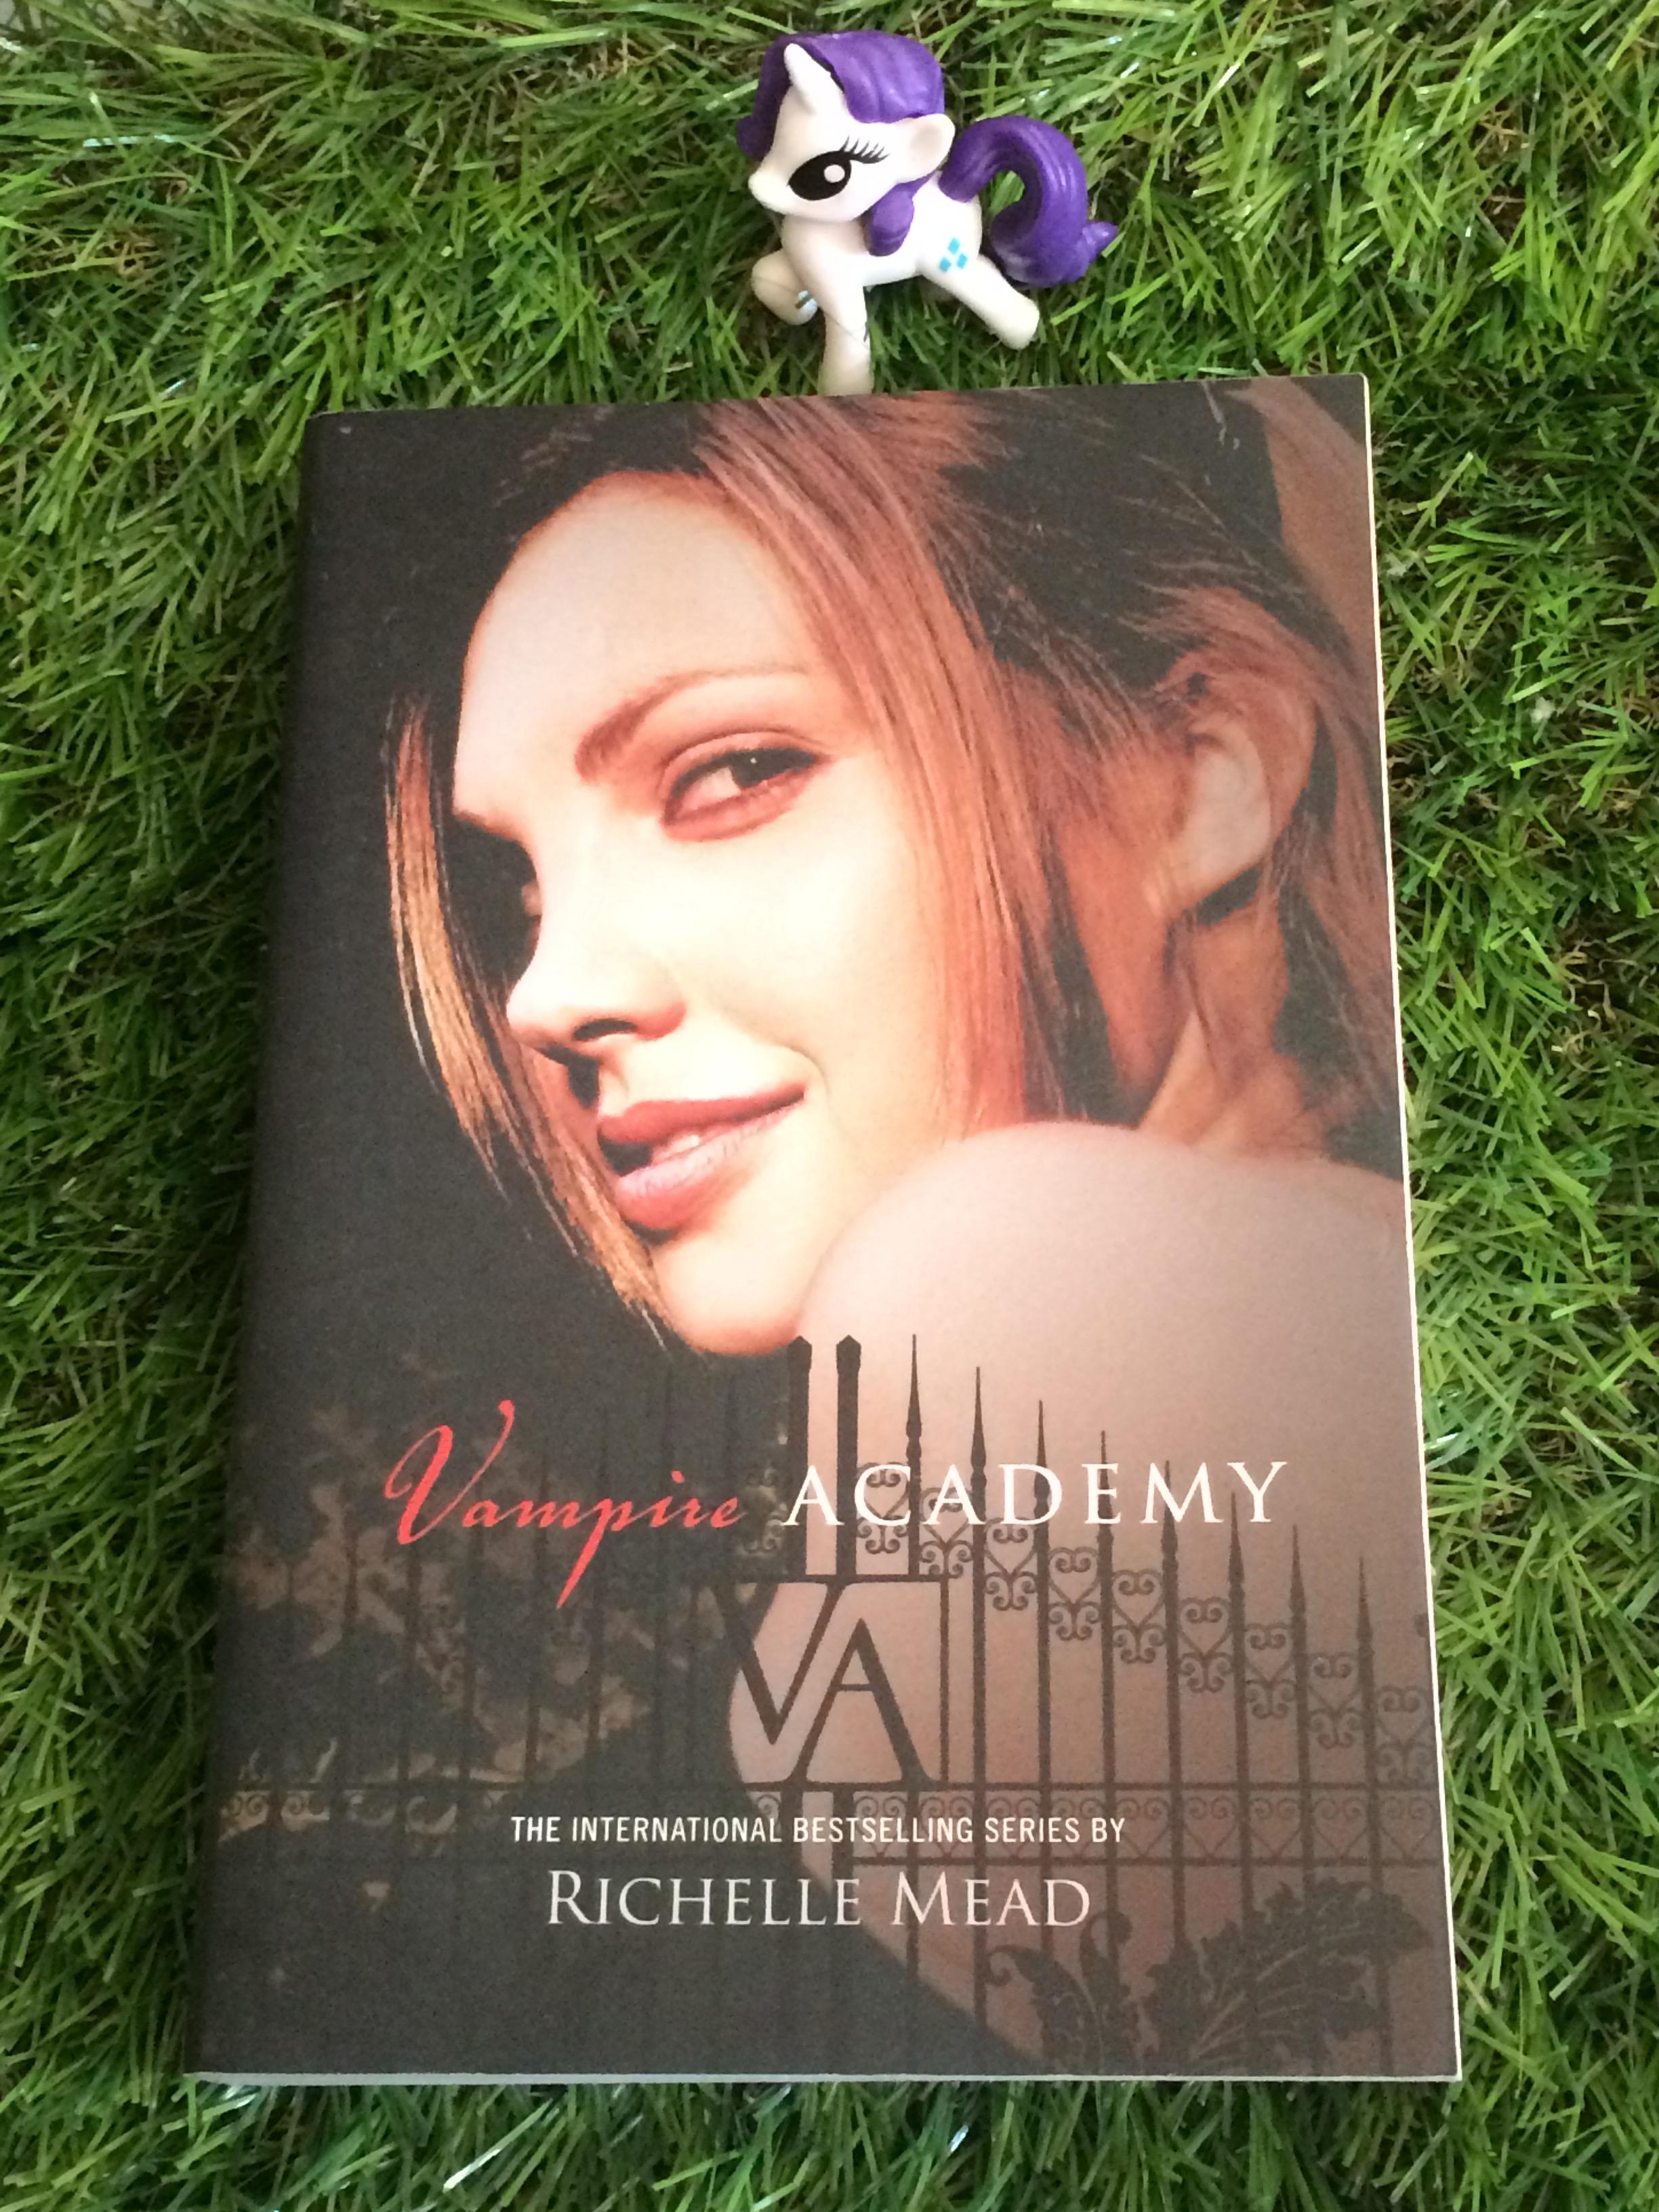 Vampire ACADEMY
VA
THE INTERNATIONAL BESTSELLING SERIES BY
RICHELLE MEAD